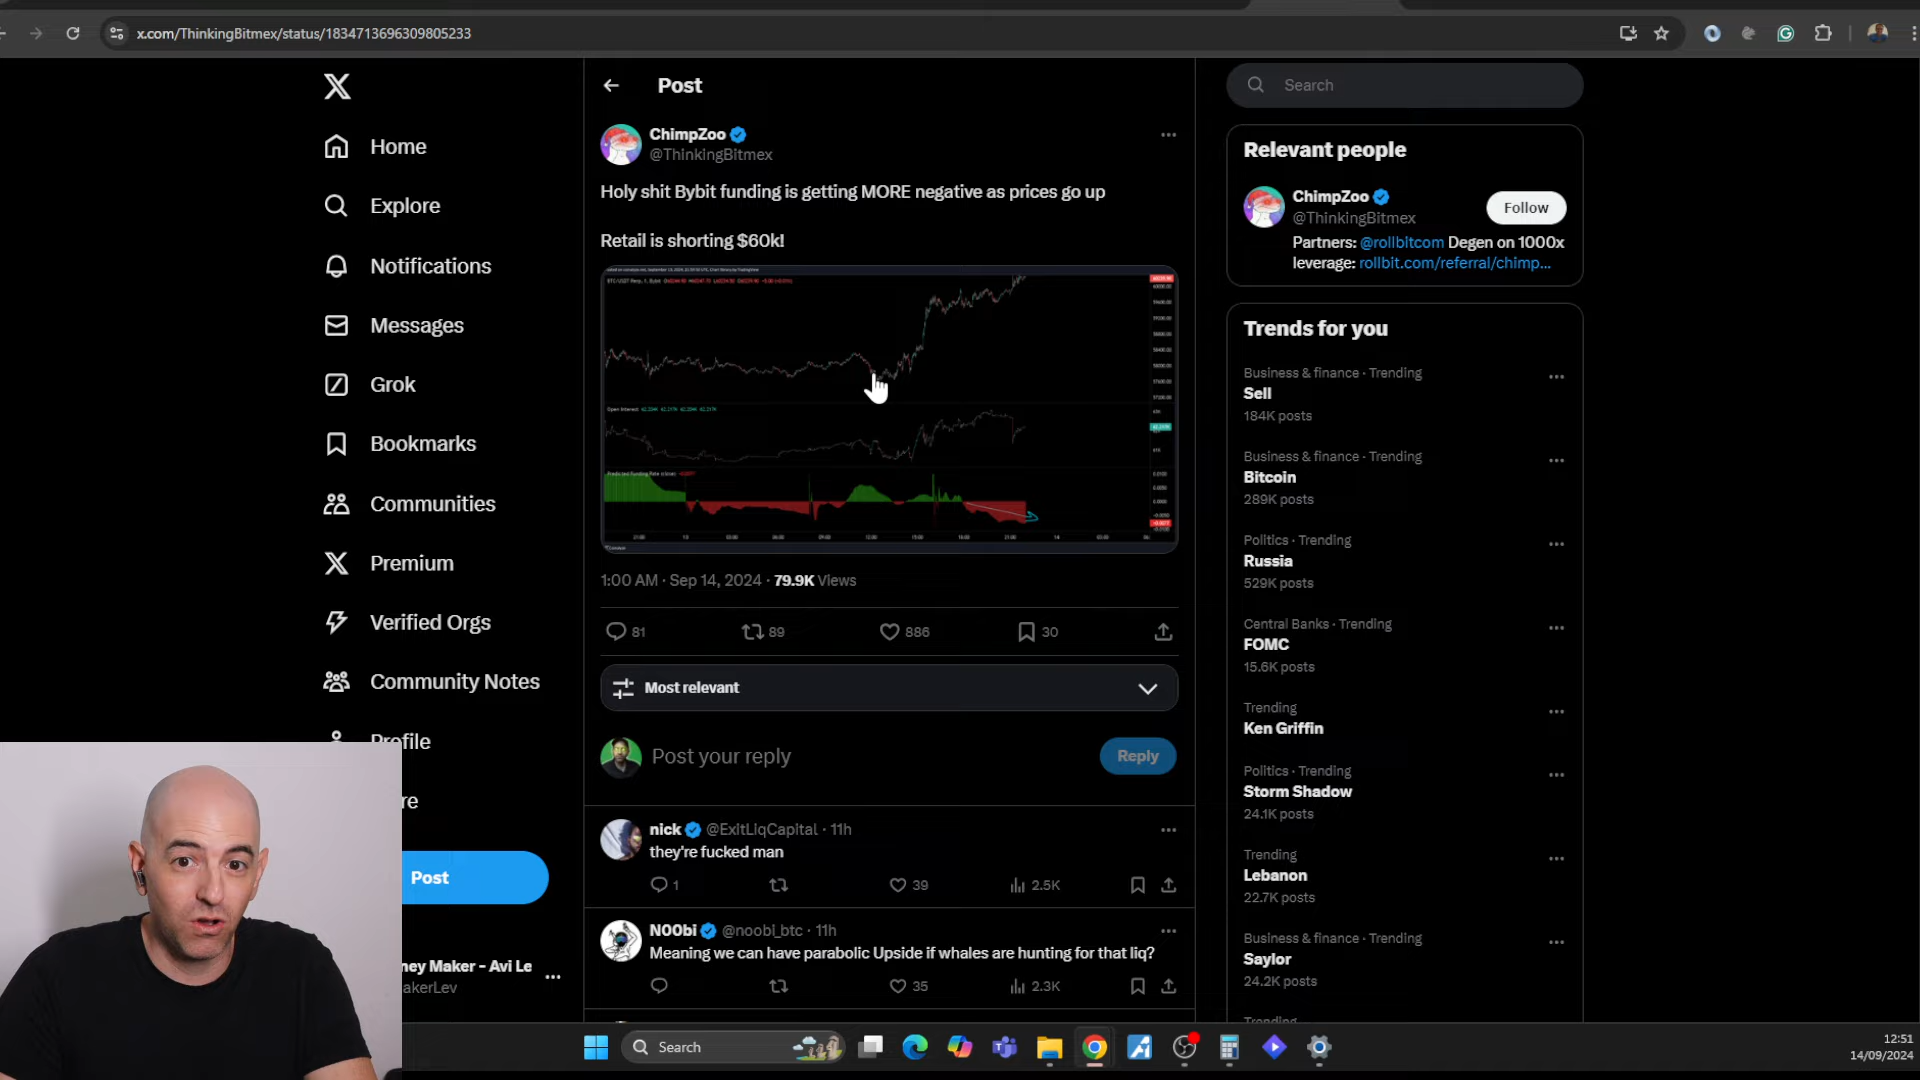 x.com/ThinkingBitmex/status/1834713696309805233
Home
Explore
Notifications
Messages
Grok
Bookmarks
Communities
Premium
Verified Orgs
Community Notes
Profile
re
Post
ney Maker - Avi Le
akerLev
Post
ChimpZoo
@ThinkingBitmex
Holy shit Bybit funding is getting MORE negative as prices go up
Retail is shorting $60k!
1:00 AM · Sep 14, 2024 · 79.9K Views
81
89
886
30
Most relevant
Post your reply
Reply
nick @ExitLiqCapital · 11h
they're fucked man
1
39
2.5K
N00bi @noobi_btc · 11h
Meaning we can have parabolic Upside if whales are hunting for that liq?
35
2.3K
Search
Relevant people
ChimpZoo
@ThinkingBitmex
Follow
Partners: @rollbitcom Degen on 1000x
leverage: rollbit.com/referral/chimp...
Trends for you
Business & finance · Trending
Sell
184K posts
Business & finance · Trending
Bitcoin
289K posts
Politics · Trending
Russia
529K posts
Central Banks · Trending
FOMC
15.6K posts
Trending
Ken Griffin
Politics · Trending
Storm Shadow
24.1K posts
Trending
Lebanon
22.7K posts
Business & finance · Trending
Saylor
24.2K posts
Trending
Search
12:51
14/09/2024